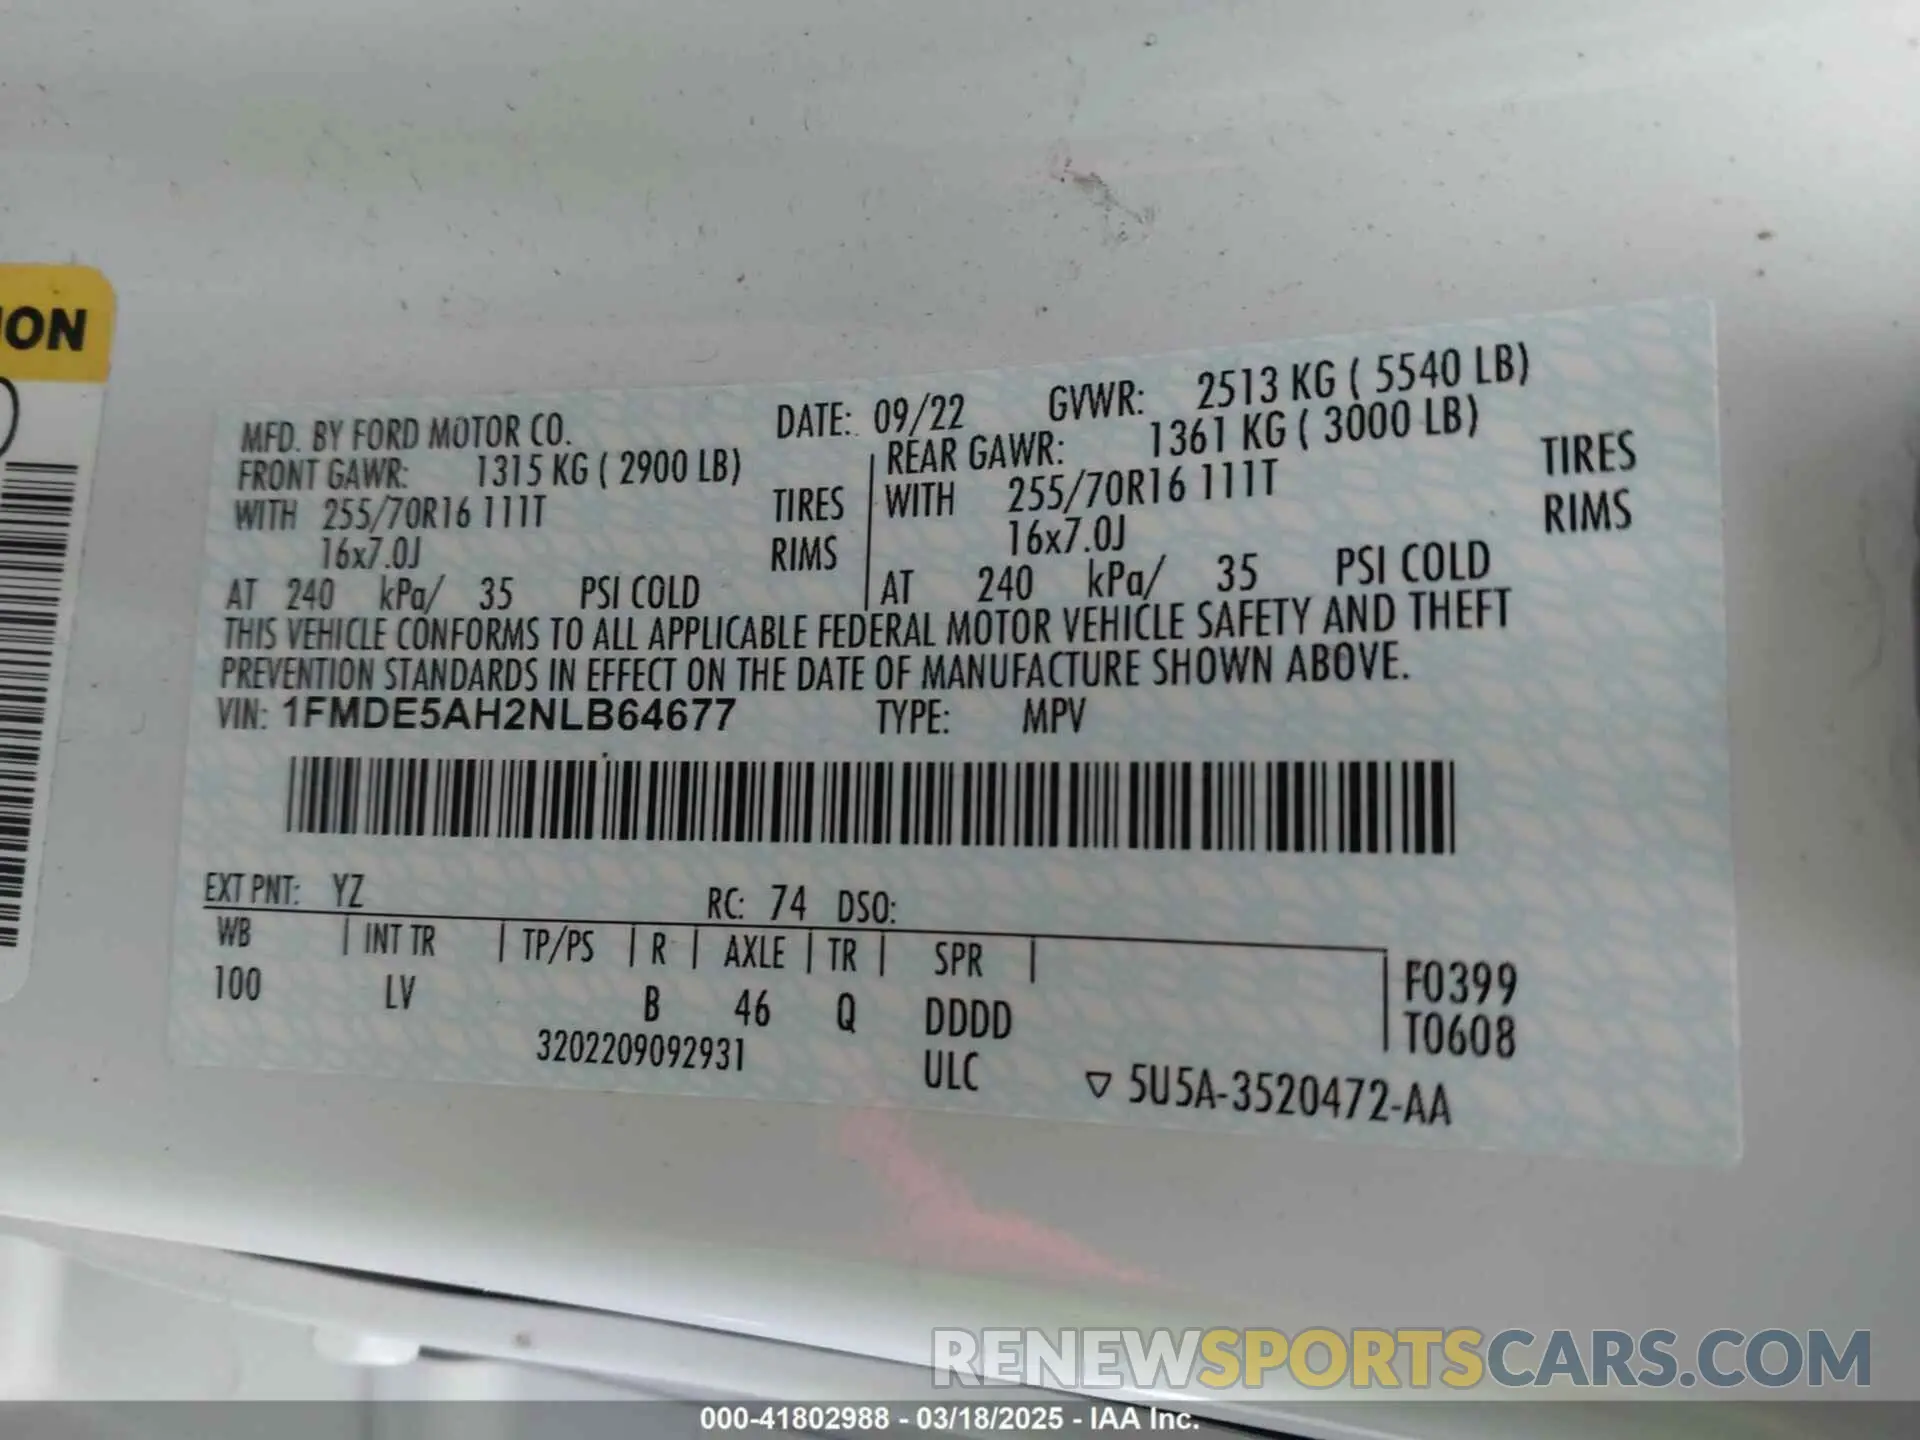 ION
MFD. BY FORD MOTOR CO. DATE: 09/22 GVWR: 2513 KG ( 5540 LB)
FRONT GAWR: 1315 KG ( 2900 LB) REAR GAWR: 1361 KG ( 3000 LB)
WITH 255/70R16 111T TIRES WITH 255/70R16 111T TIRES
16x7.0J RIMS 16x7.0J RIMS
AT 240 kPa/ 35 PSI COLD AT 240 kPa/ 35 PSI COLD
THIS VEHICLE CONFORMS TO ALL APPLICABLE FEDERAL MOTOR VEHICLE SAFETY AND THEFT
PREVENTION STANDARDS IN EFFECT ON THE DATE OF MANUFACTURE SHOWN ABOVE.
VIN: 1FMDE5AH2NLB64677 TYPE: MPV
EXT PNT: YZ RC: 74 DSO:
WB INT TR TP/PS R AXLE TR SPR
100 LV B 46 Q DDDD F0399
T0608
3202209092931 ULC ▽ 5U5A-3520472-AA
RENEWSPORTSCARS.COM
000-41802988 - 03/18/2025 - IAA Inc.